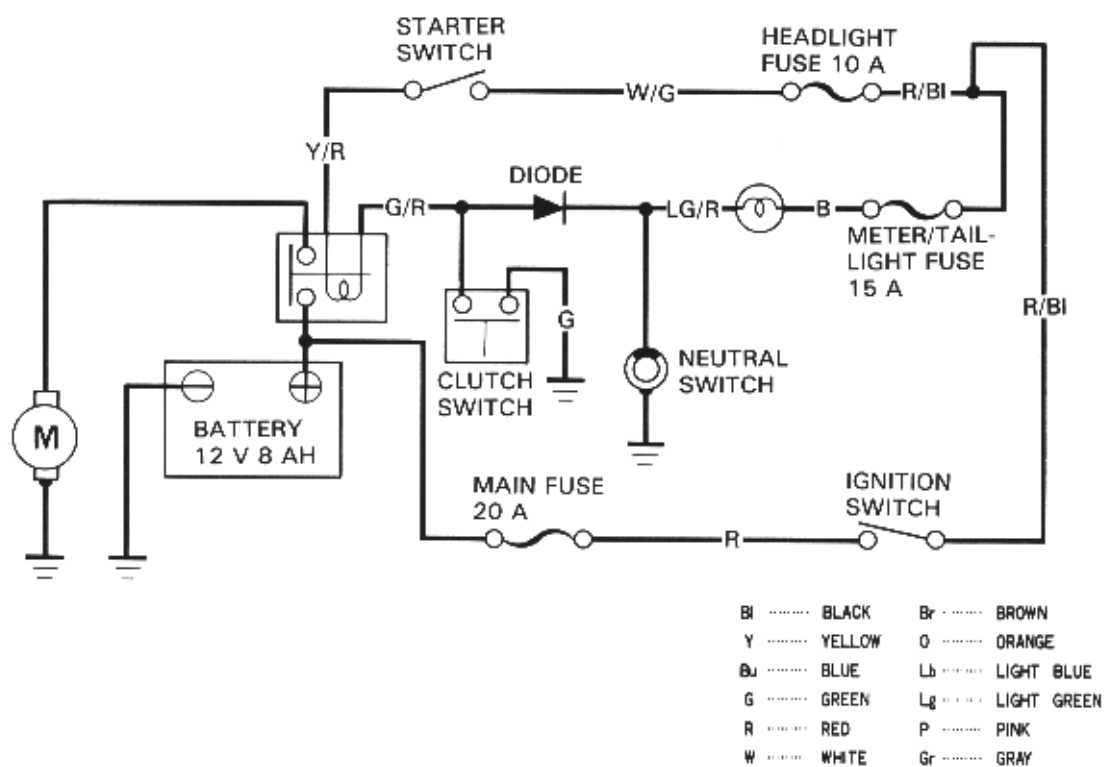 STARTER
SWITCH
HEADLIGHT
FUSE 10 A
W/G
R/Bl
Y/R
DIODE
G/R
LG/R
B
METER/TAIL-
LIGHT FUSE
15 A
R/Bl
G
CLUTCH
SWITCH
NEUTRAL
SWITCH
M
BATTERY
12 V 8 AH
MAIN FUSE
20 A
R
IGNITION
SWITCH
Bl ········ BLACK Br ········ BROWN
Y ········ YELLOW O ········ ORANGE
Bu ········ BLUE Lb ········ LIGHT BLUE
G ········ GREEN Lg ········ LIGHT GREEN
R ········ RED P ········ PINK
W ········ WHITE Gr ········ GRAY